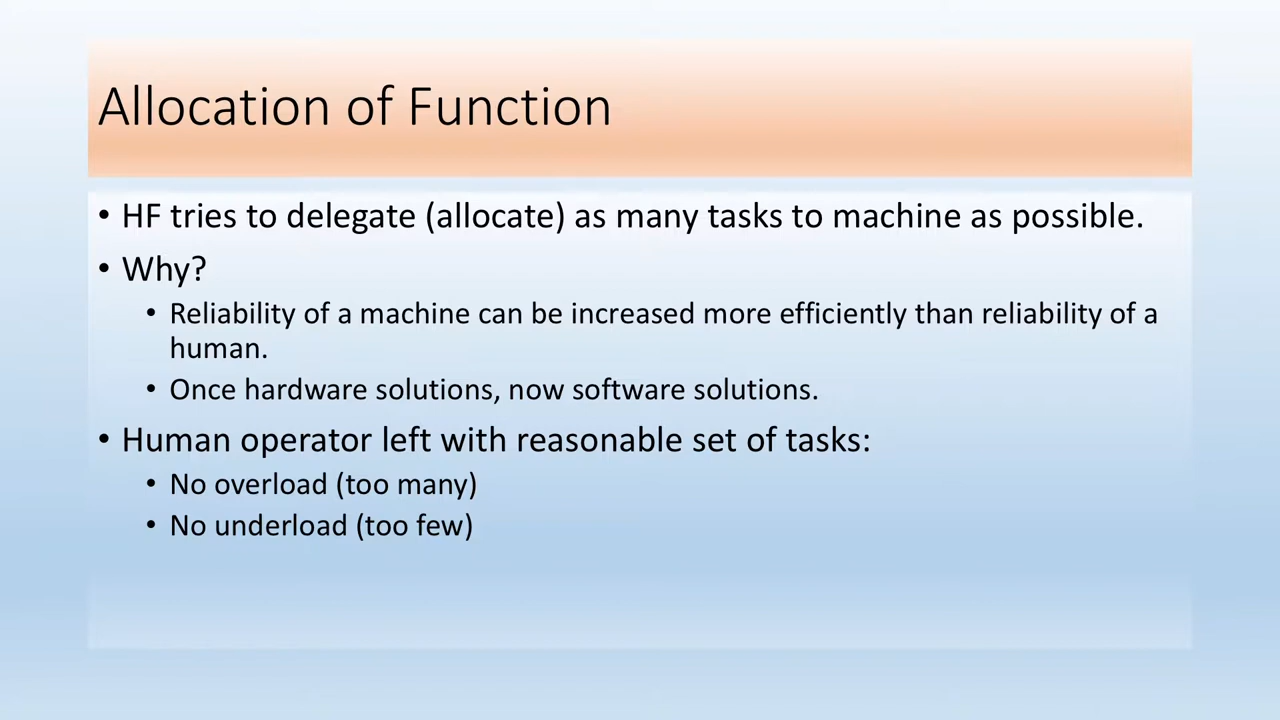 Allocation of Function
• HF tries to delegate (allocate) as many tasks to machine as possible.
• Why?
• Reliability of a machine can be increased more efficiently than reliability of a
human.
• Once hardware solutions, now software solutions.
• Human operator left with reasonable set of tasks:
• No overload (too many)
• No underload (too few)